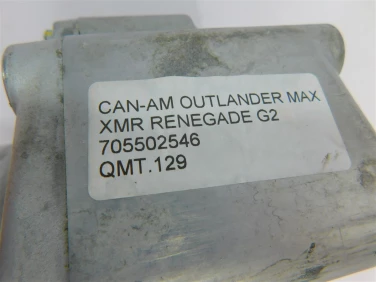 CAN-AM OUTLANDER MAX
XMR RENEGADE G2
705502546
QMT.129